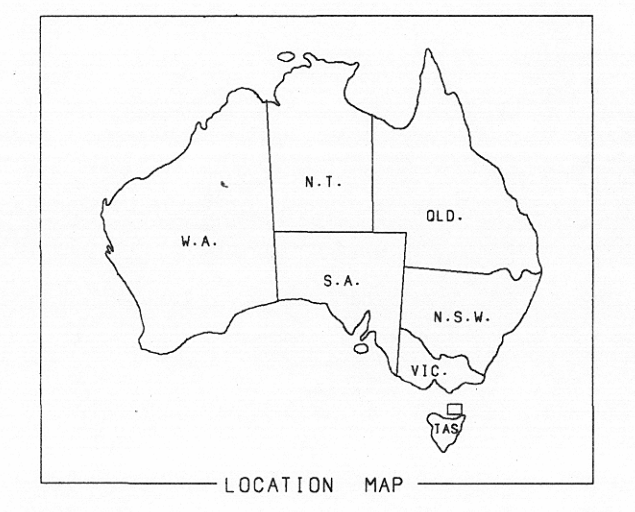 N.T.
QLD.
W.A.
S.A.
N.S.W.
VIC.
TAS
LOCATION MAP